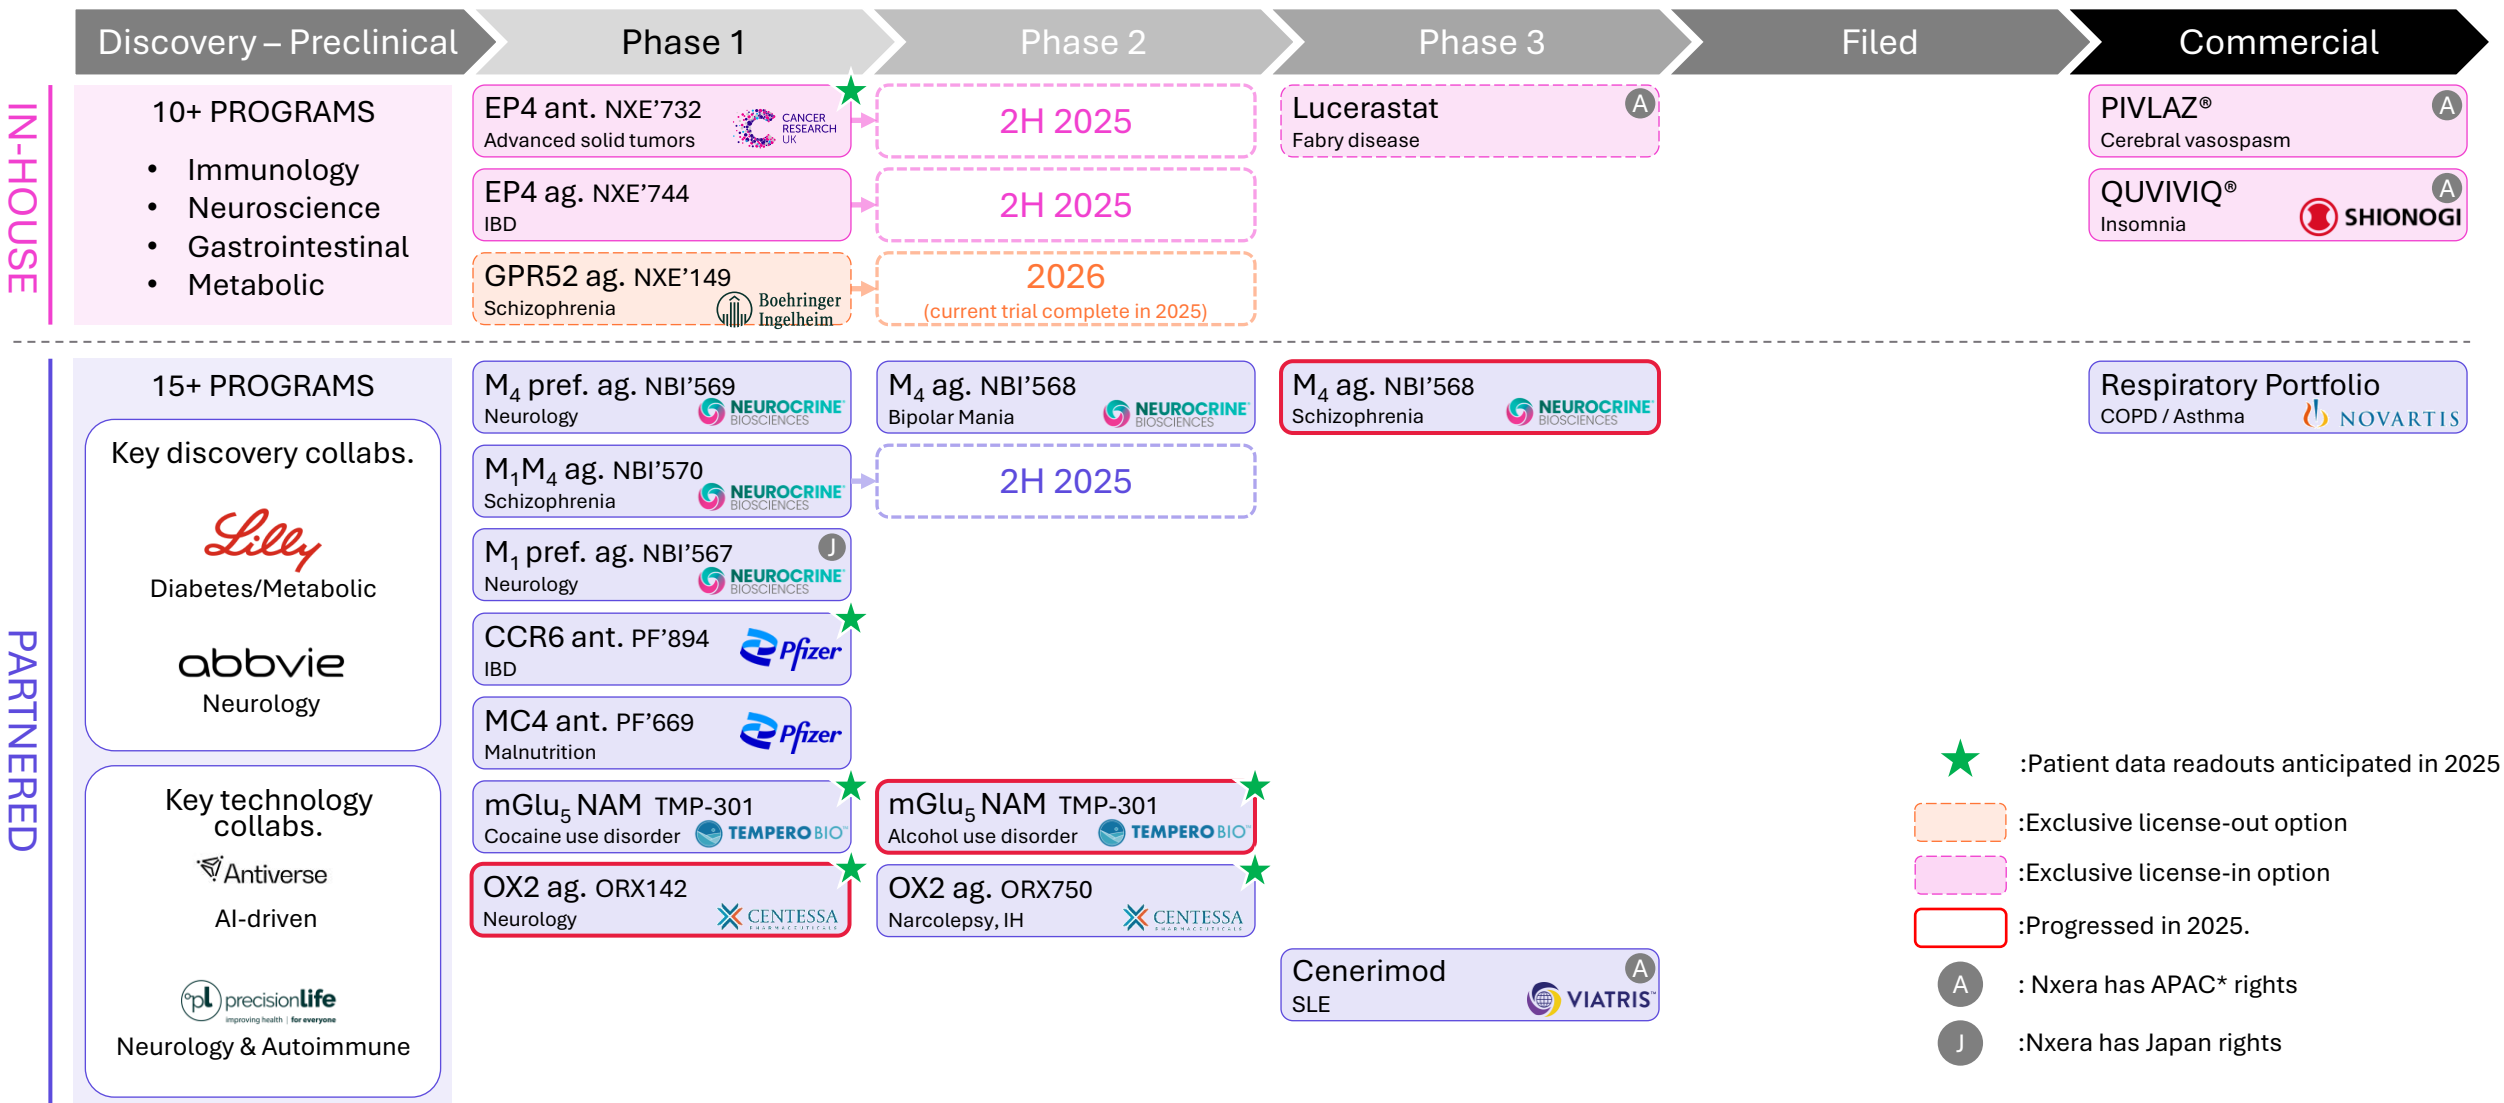 Discovery – Preclinical
Phase 1
Phase 2
Phase 3
Filed
Commercial
IN-HOUSE
10+ PROGRAMS
• Immunology
• Neuroscience
• Gastrointestinal
• Metabolic
EP4 ant. NXE’732
Advanced solid tumors
CANCER
RESEARCH
UK
2H 2025
Lucerastat
Fabry disease
A
PIVLAZ®
Cerebral vasospasm
A
EP4 ag. NXE’744
IBD
2H 2025
QUVIVIQ®
Insomnia
A
SHIONOGI
GPR52 ag. NXE’149
Schizophrenia
Boehringer
Ingelheim
2026
(current trial complete in 2025)
PARTNERED
15+ PROGRAMS
Key discovery collabs.
Lilly
Diabetes/Metabolic
abbvie
Neurology
Key technology
collabs.
Antiverse
AI-driven
pl precisionlife
improving health | for everyone
Neurology & Autoimmune
M₄ pref. ag. NBI’569
Neurology
NEUROCRINE
BIOSCIENCES
M₄ ag. NBI’568
Bipolar Mania
NEUROCRINE
BIOSCIENCES
M₄ ag. NBI’568
Schizophrenia
NEUROCRINE
BIOSCIENCES
Respiratory Portfolio
COPD / Asthma
NOVARTIS
M₁M₄ ag. NBI’570
Schizophrenia
NEUROCRINE
BIOSCIENCES
2H 2025
M₁ pref. ag. NBI’567
Neurology
J
NEUROCRINE
BIOSCIENCES
CCR6 ant. PF’894
IBD
Pfizer
MC4 ant. PF’669
Malnutrition
Pfizer
mGlu₅ NAM TMP-301
Cocaine use disorder
TEMPERO BIO™
mGlu₅ NAM TMP-301
Alcohol use disorder
TEMPERO BIO™
OX2 ag. ORX142
Neurology
CENTESSA
PHARMACEUTICALS
OX2 ag. ORX750
Narcolepsy, IH
CENTESSA
PHARMACEUTICALS
Cenerimod
SLE
A
VIATRIS™
:Patient data readouts anticipated in 2025
:Exclusive license-out option
:Exclusive license-in option
:Progressed in 2025.
A : Nxera has APAC* rights
J :Nxera has Japan rights